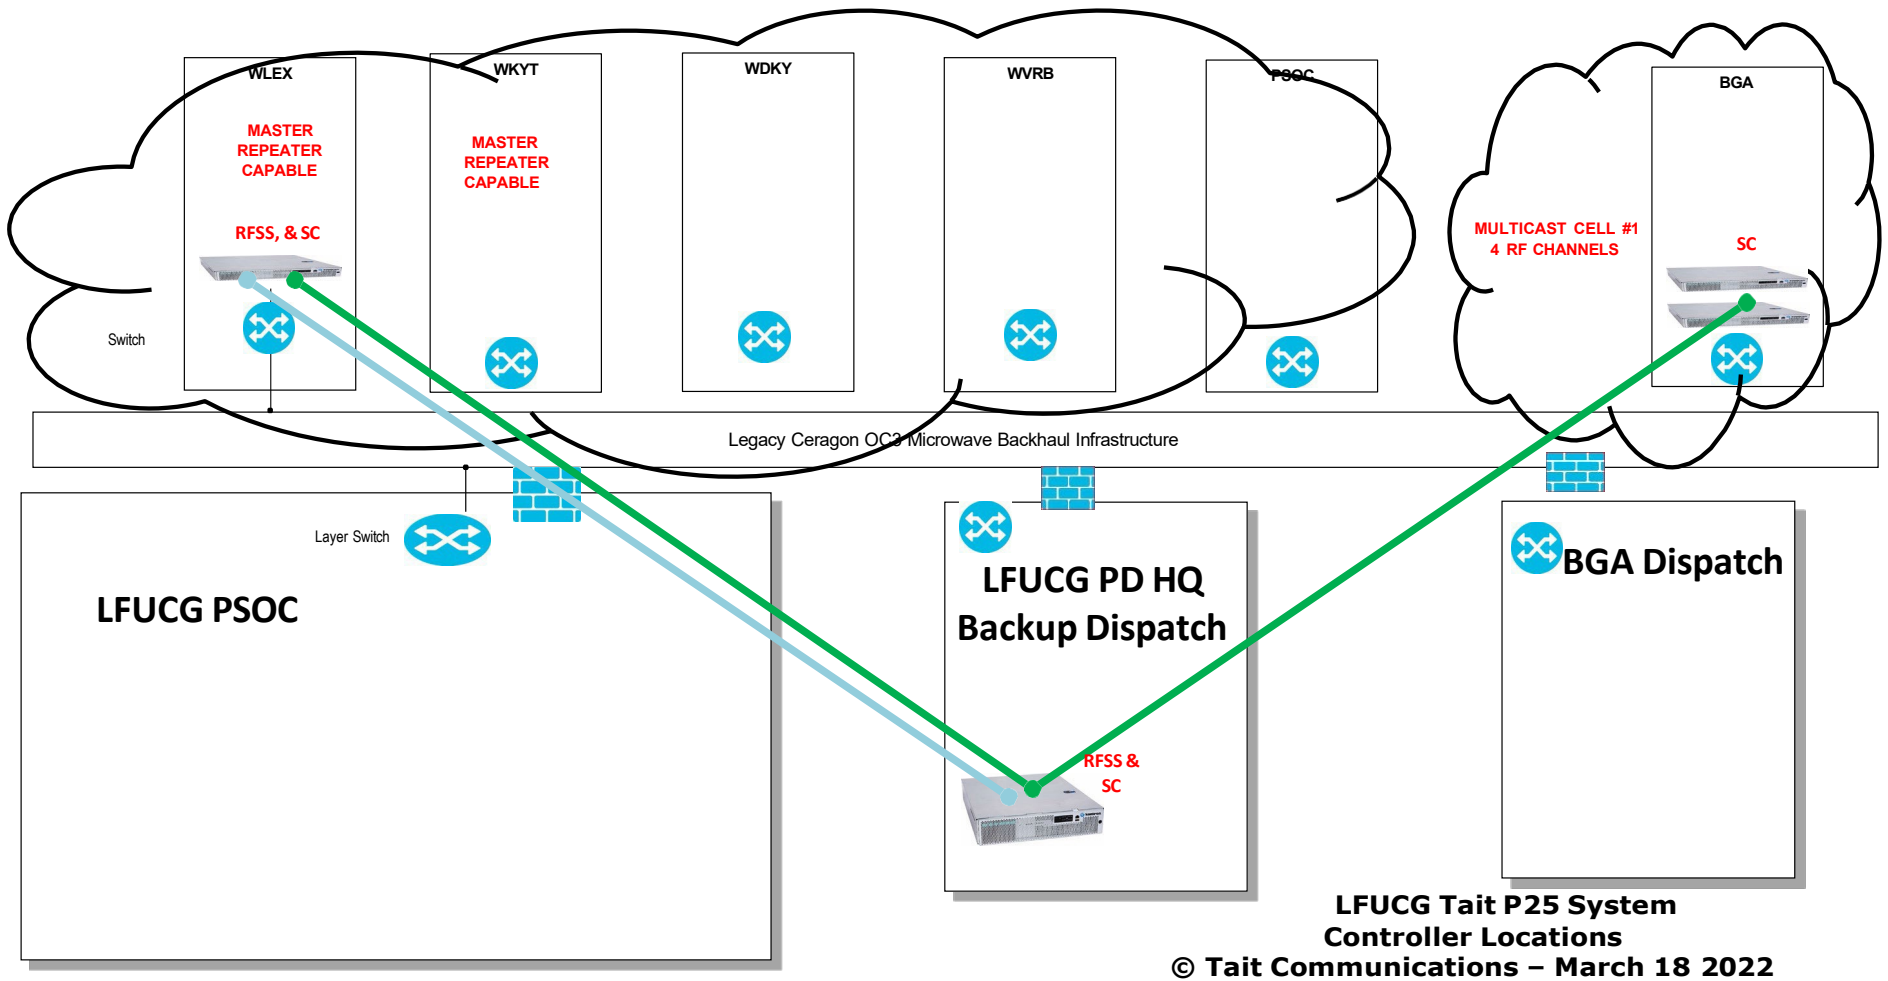 WLEX
WKYT
WDKY
WVRB
PSOC
BGA
MASTER
REPEATER
CAPABLE
MASTER
REPEATER
CAPABLE
RFSS, & SC
MULTICAST CELL #1
4 RF CHANNELS
SC
Switch
Legacy Ceragon OC3 Microwave Backhaul Infrastructure
Layer Switch
LFUCG PSOC
LFUCG PD HQ
Backup Dispatch
BGA Dispatch
RFSS &
SC
LFUCG Tait P25 System
Controller Locations
© Tait Communications – March 18 2022